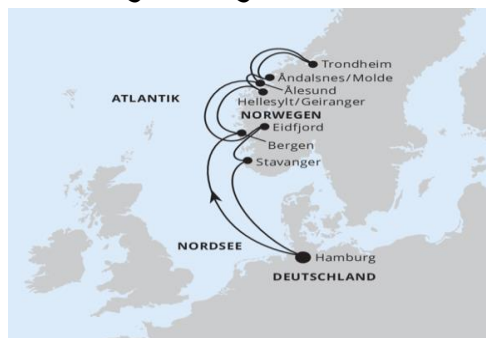 Trondheim
Åndalsnes/Molde
Ålesund
ATLANTIK
Hellesylt/Geiranger
NORWEGEN
Eidfjord
Bergen
Stavanger
NORDSEE
Hamburg
DEUTSCHLAND